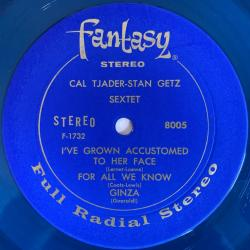 Fantasy®
STEREO
CAL TJADER-STAN GETZ
SEXTET
STEREO
F-1732
8005
I'VE GROWN ACCUSTOMED
TO HER FACE
(Lerner-Loewe)
FOR ALL WE KNOW
(Coots-Lewis)
GINZA
(Giveraldi)
Full Radial Stereo